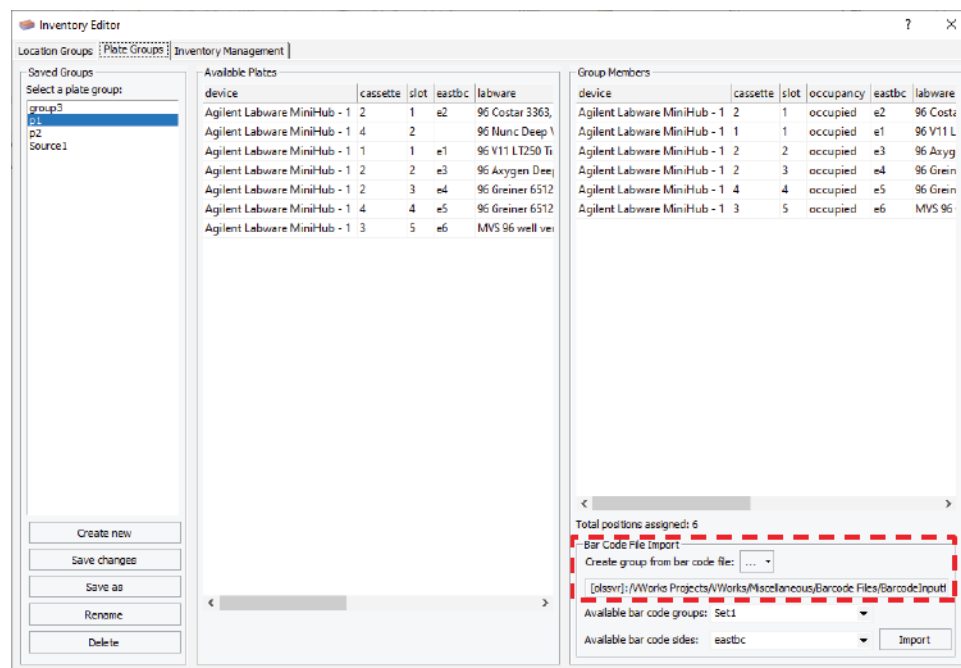 Inventory Editor ? ×
Location Groups Plate Groups Inventory Management
Saved Groups
Select a plate group:
group3
p1
p2
Source1
Create new
Save changes
Save as
Rename
Delete
Available Plates
device cassette slot eastbc labware
Agilent Labware MiniHub - 1 2 1 e2 96 Costar 3363,
Agilent Labware MiniHub - 1 4 2 96 Nunc Deep
Agilent Labware MiniHub - 1 1 1 e1 96 V11 LT250 Ti
Agilent Labware MiniHub - 1 2 2 e3 96 Axygen Deep
Agilent Labware MiniHub - 1 2 3 e4 96 Greiner 6512
Agilent Labware MiniHub - 1 4 4 e5 96 Greiner 6512
Agilent Labware MiniHub - 1 3 5 e6 MVS 96 well ver
Group Members
device cassette slot occupancy eastbc labware
Agilent Labware MiniHub - 1 2 1 occupied e2 96 Costa
Agilent Labware MiniHub - 1 1 1 occupied e1 96 V11 L
Agilent Labware MiniHub - 1 2 2 occupied e3 96 Axyg
Agilent Labware MiniHub - 1 2 3 occupied e4 96 Grein
Agilent Labware MiniHub - 1 4 4 occupied e5 96 Grein
Agilent Labware MiniHub - 1 3 5 occupied e6 MVS 96
Total positions assigned: 6
Bar Code File Import
Create group from bar code file: ...
[olssvr]:/VWorks Projects/VWorks/Miscellaneous/Barcode Files/BarcodeInputF
Available bar code groups: Set1
Available bar code sides: eastbc Import